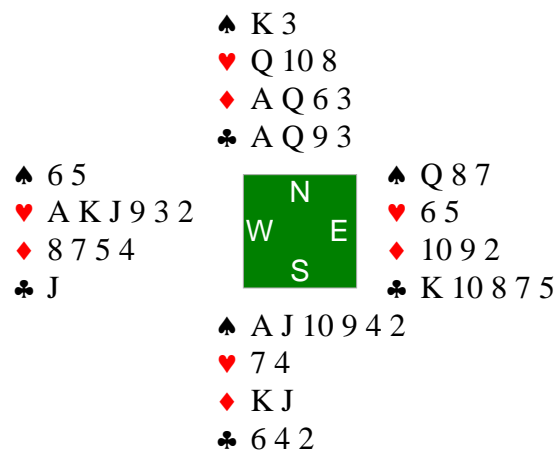 ♠ K 3
♥ Q 10 8
♦ A Q 6 3
♣ A Q 9 3
♠ 6 5
♥ A K J 9 3 2
♦ 8 7 5 4
♣ J
N
W E
S
♠ Q 8 7
♥ 6 5
♦ 10 9 2
♣ K 10 8 7 5
♠ A J 10 9 4 2
♥ 7 4
♦ K J
♣ 6 4 2